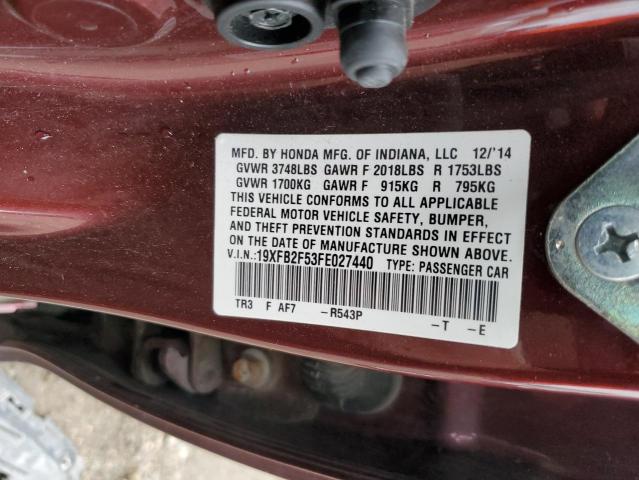 MFD. BY HONDA MFG. OF INDIANA, LLC 12/'14
GVWR 3748LBS GAWR F 2018LBS R 1753LBS
GVWR 1700KG GAWR F 915KG R 795KG
THIS VEHICLE CONFORMS TO ALL APPLICABLE
FEDERAL MOTOR VEHICLE SAFETY, BUMPER,
AND THEFT PREVENTION STANDARDS IN EFFECT
ON THE DATE OF MANUFACTURE SHOWN ABOVE.
V.I.N.:19XFB2F53FE027440 TYPE: PASSENGER CAR
TR3 F AF7 –R543P –T –E